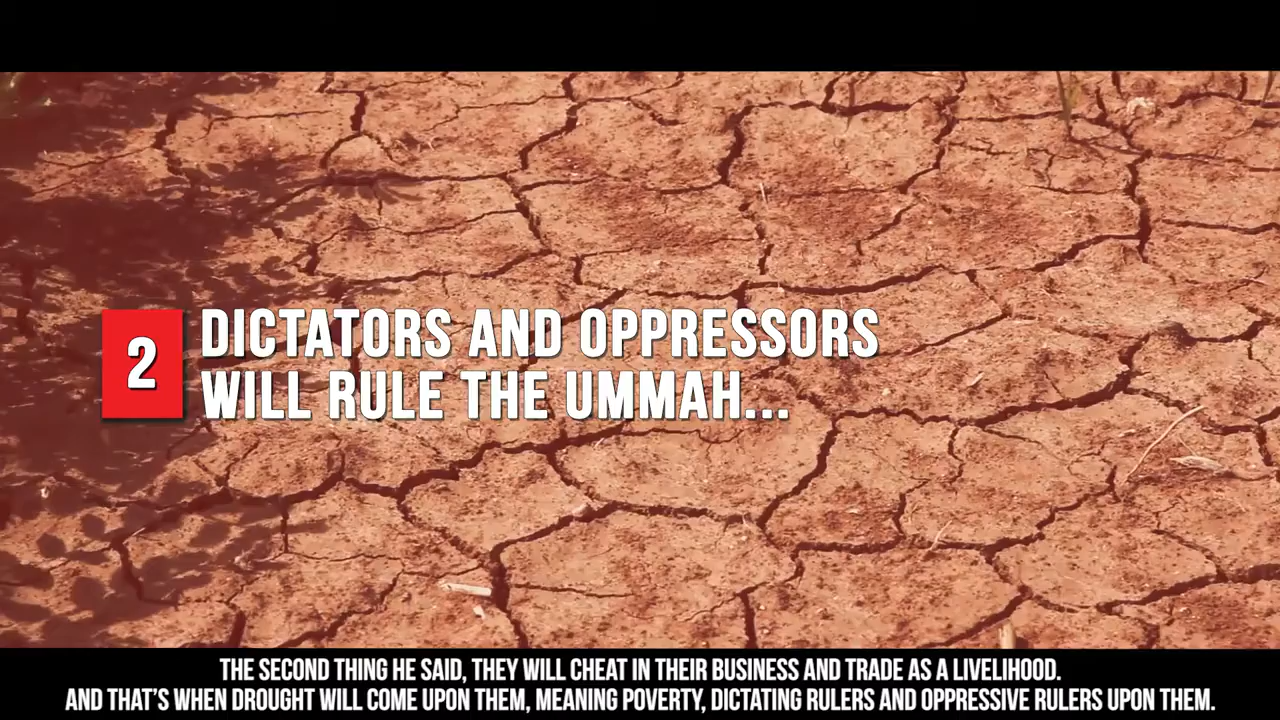 2
DICTATORS AND OPPRESSORS
WILL RULE THE UMMAH...
THE SECOND THING HE SAID, THEY WILL CHEAT IN THEIR BUSINESS AND TRADE AS A LIVELIHOOD.
AND THAT'S WHEN DROUGHT WILL COME UPON THEM, MEANING POVERTY, DICTATING RULERS AND OPPRESSIVE RULERS UPON THEM.